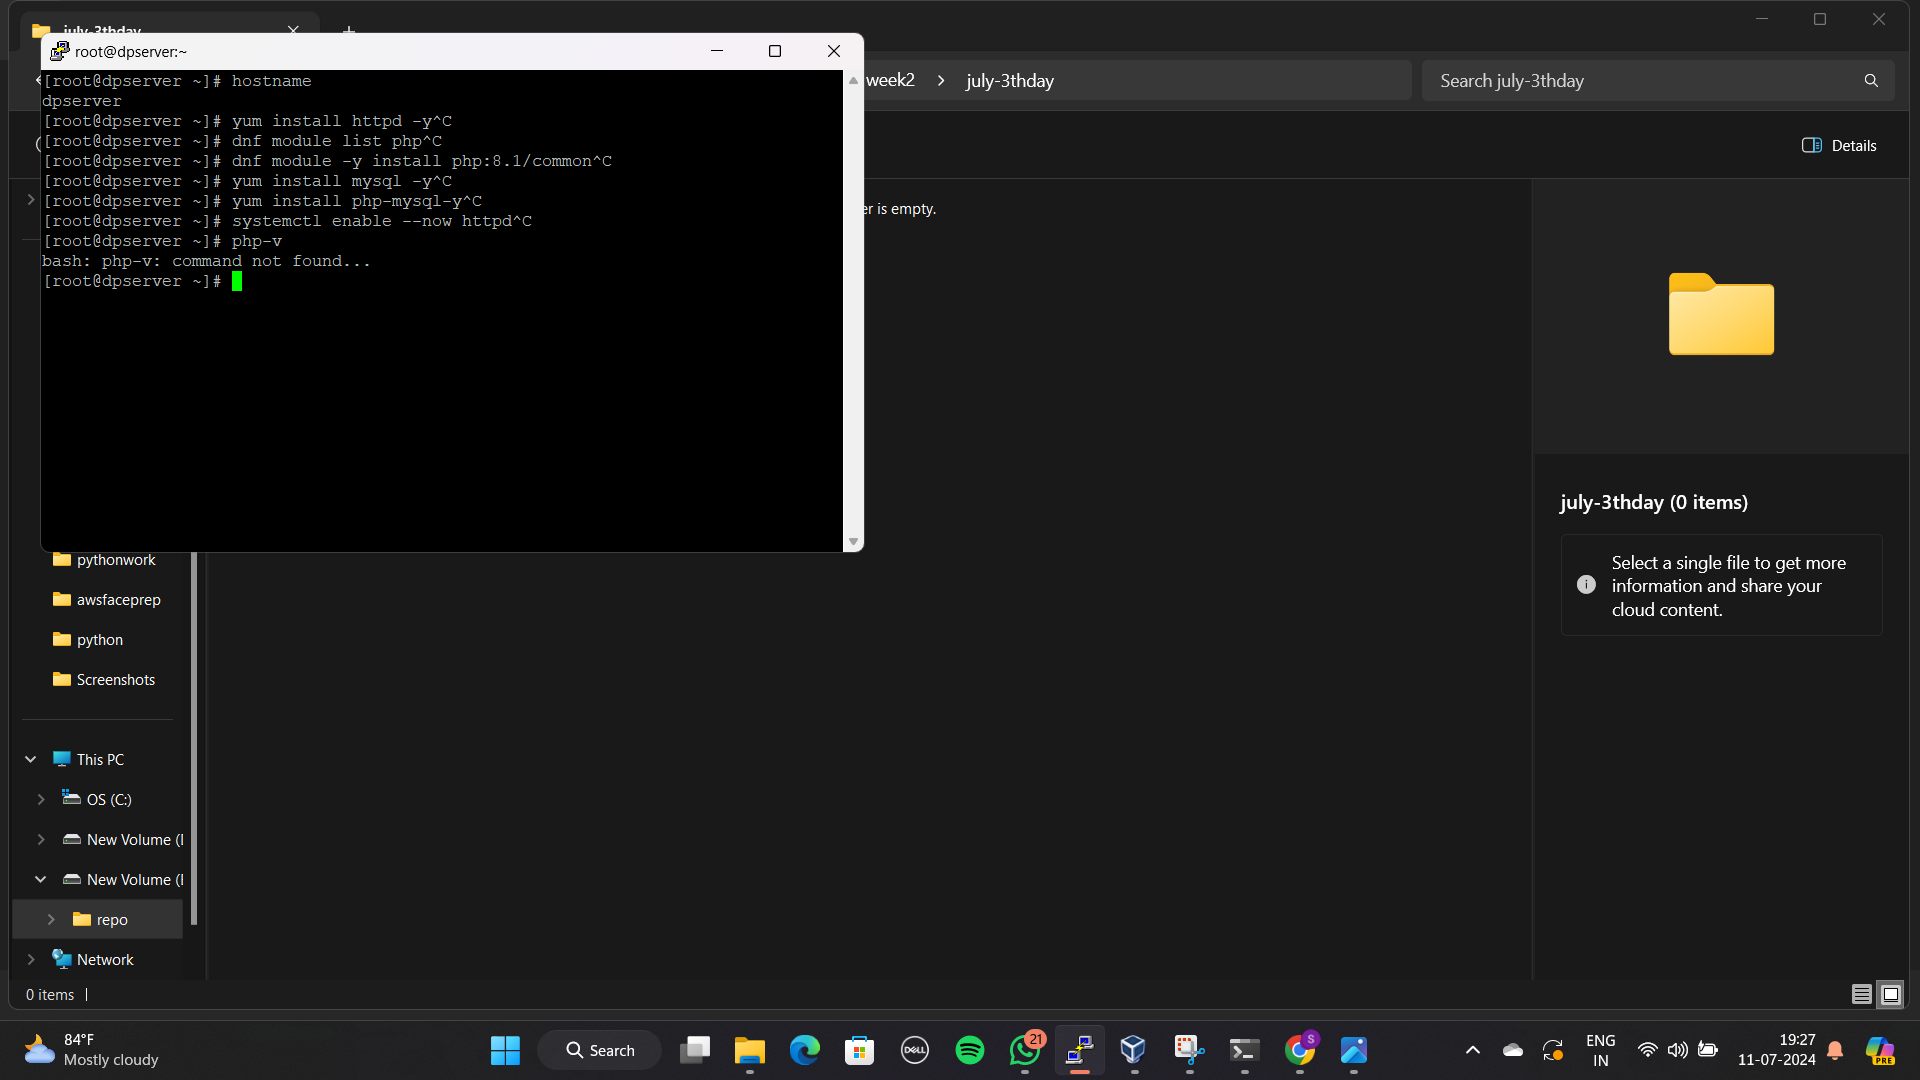 july-3thday
root@dpserver:~
[root@dpserver ~]# hostname
dpserver
[root@dpserver ~]# yum install httpd -y^C
[root@dpserver ~]# dnf module list php^C
[root@dpserver ~]# dnf module -y install php:8.1/common^C
[root@dpserver ~]# yum install mysql -y^C
[root@dpserver ~]# yum install php-mysql-y^C
[root@dpserver ~]# systemctl enable --now httpd^C
[root@dpserver ~]# php-v
bash: php-v: command not found...
[root@dpserver ~]#
week2 > july-3thday
Search july-3thday
Details
is empty.
july-3thday (0 items)
Select a single file to get more
information and share your
cloud content.
pythonwork
awsfaceprep
python
Screenshots
This PC
OS (C:)
New Volume (
New Volume (
repo
Network
0 items
84°F
Mostly cloudy
Search
DELL
21
S
ENG
IN
19:27
11-07-2024
PRE